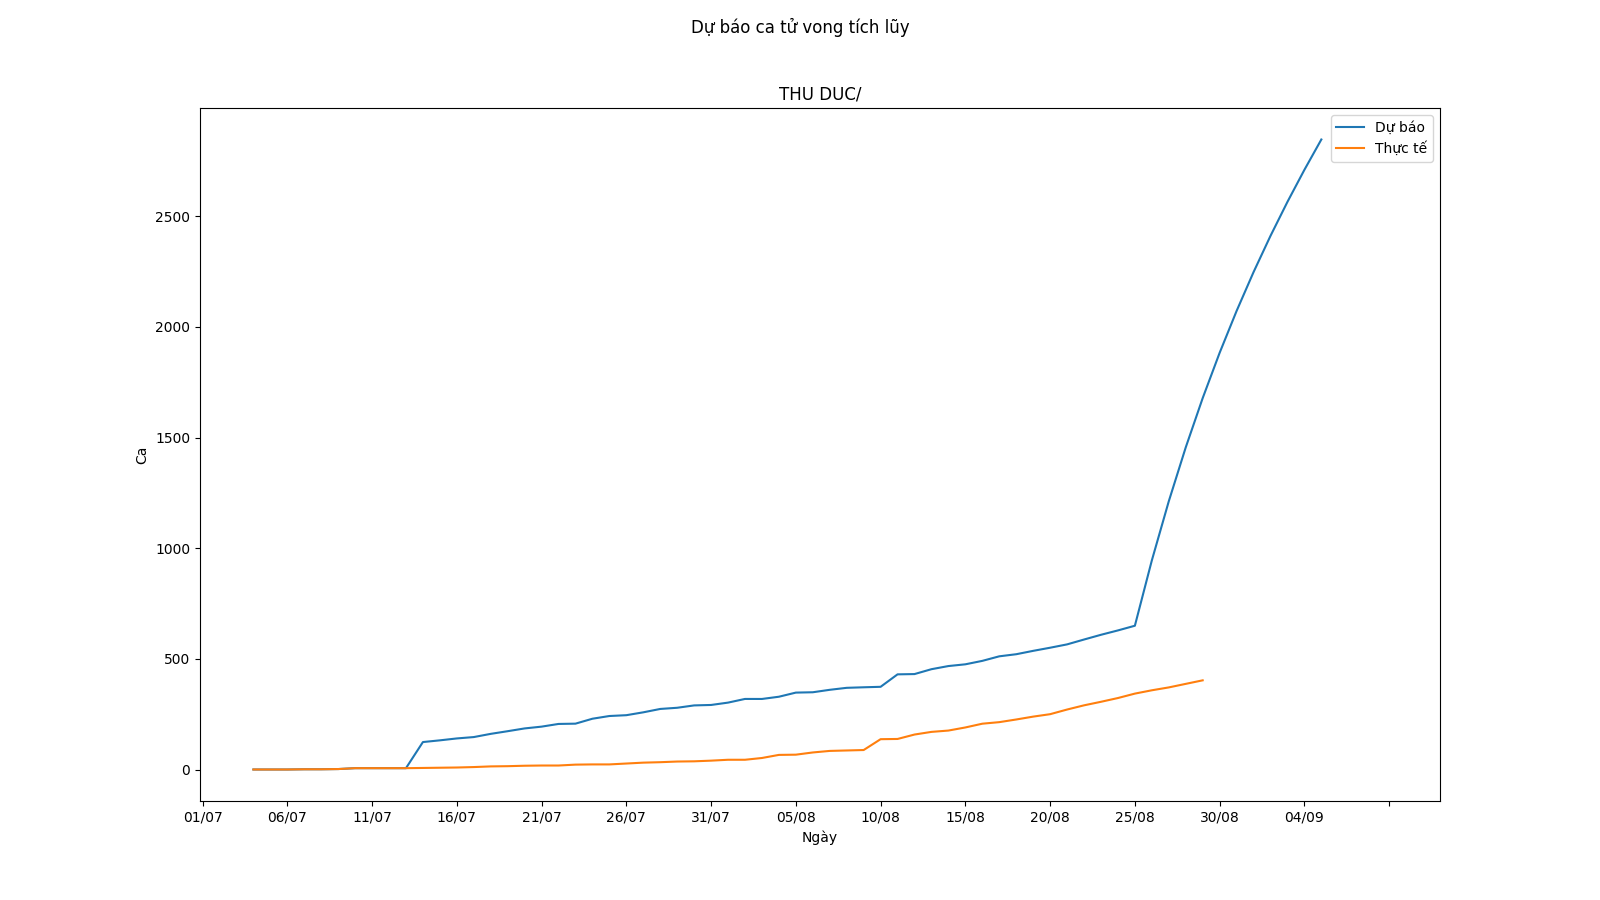 Dự báo ca tử vong tích lũy
THU DUC/
Dự báo
Thực tế
2500
2000
1500
1000
500
0
Ca
01/07 06/07 11/07 16/07 21/07 26/07 31/07 05/08 10/08 15/08 20/08 25/08 30/08 04/09
Ngày